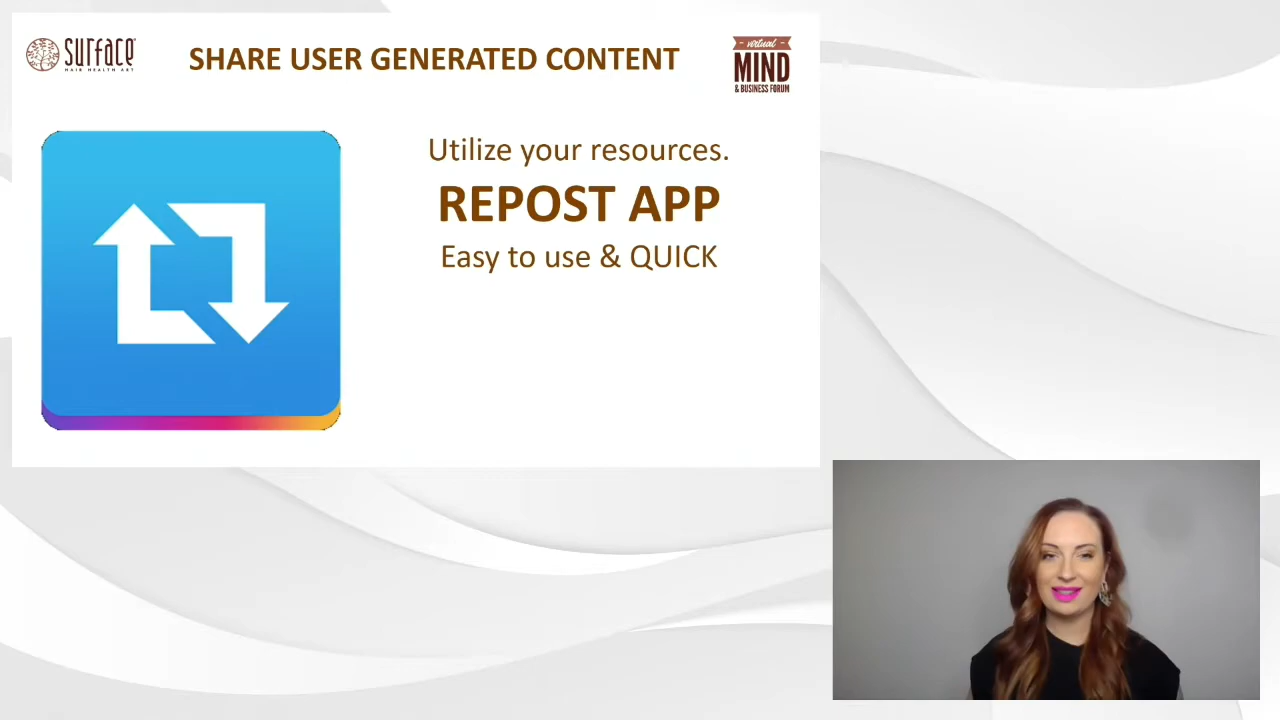 surface
HAIR HEALTH ART
SHARE USER GENERATED CONTENT
virtual
MIND
& BUSINESS FORUM
Utilize your resources.
REPOST APP
Easy to use & QUICK